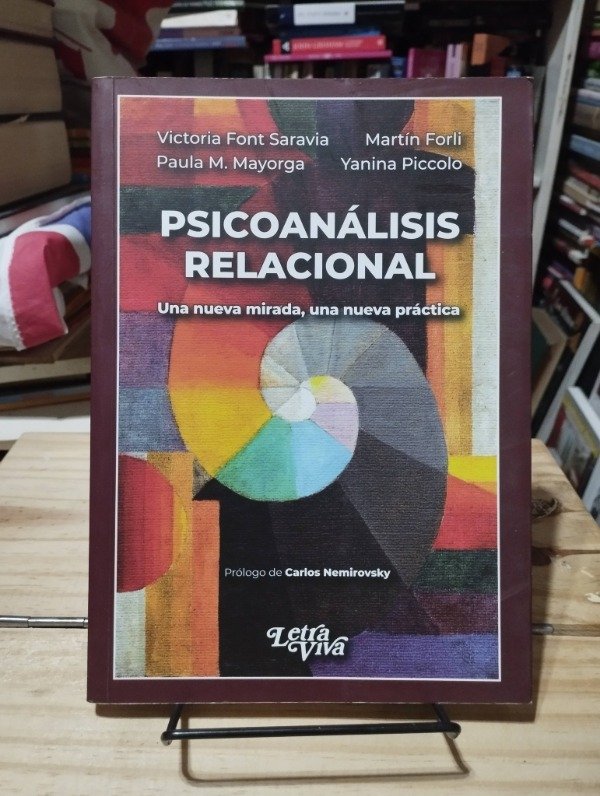 Victoria Font Saravia Martín Forli
Paula M. Mayorga Yanina Piccolo
PSICOANÁLISIS
RELACIONAL
Una nueva mirada, una nueva práctica
Prólogo de Carlos Nemirovsky
Letra
Viva